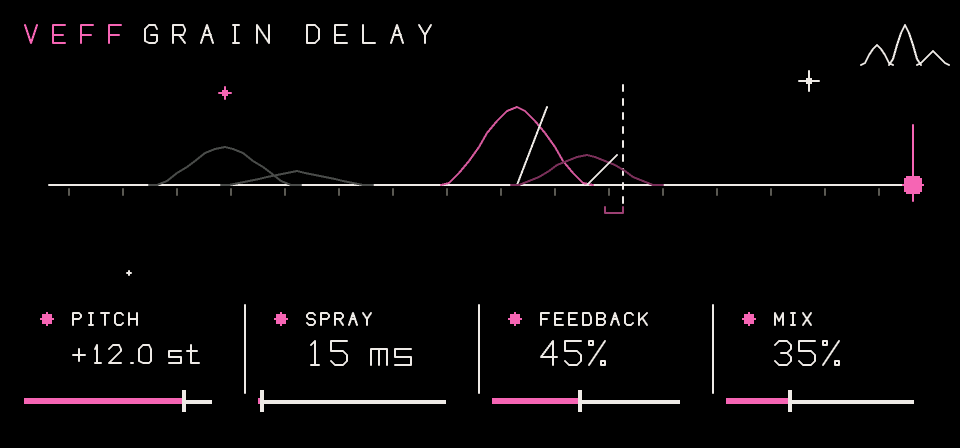 VEFF GRAIN DELAY
PITCH
+12.0 st
SPRAY
15 ms
FEEDBACK
45%
MIX
35%